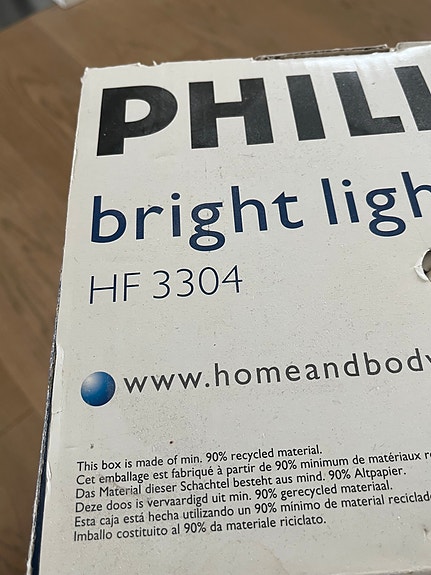 PHILI
bright ligh
HF 3304
www.homeandbody
This box is made of min. 90% recycled material.
Cet emballage est fabriqué à partir de 90% minimum de matériaux re
Das Material dieser Schachtel besteht aus mind. 90% Altpapier.
Deze doos is vervaardigd uit min. 90% gerecycled materiaal.
Esta caja está hecha utilizando un 90% mínimo de material reciclado
Imballo costituito al 90% da materiale riciclato.